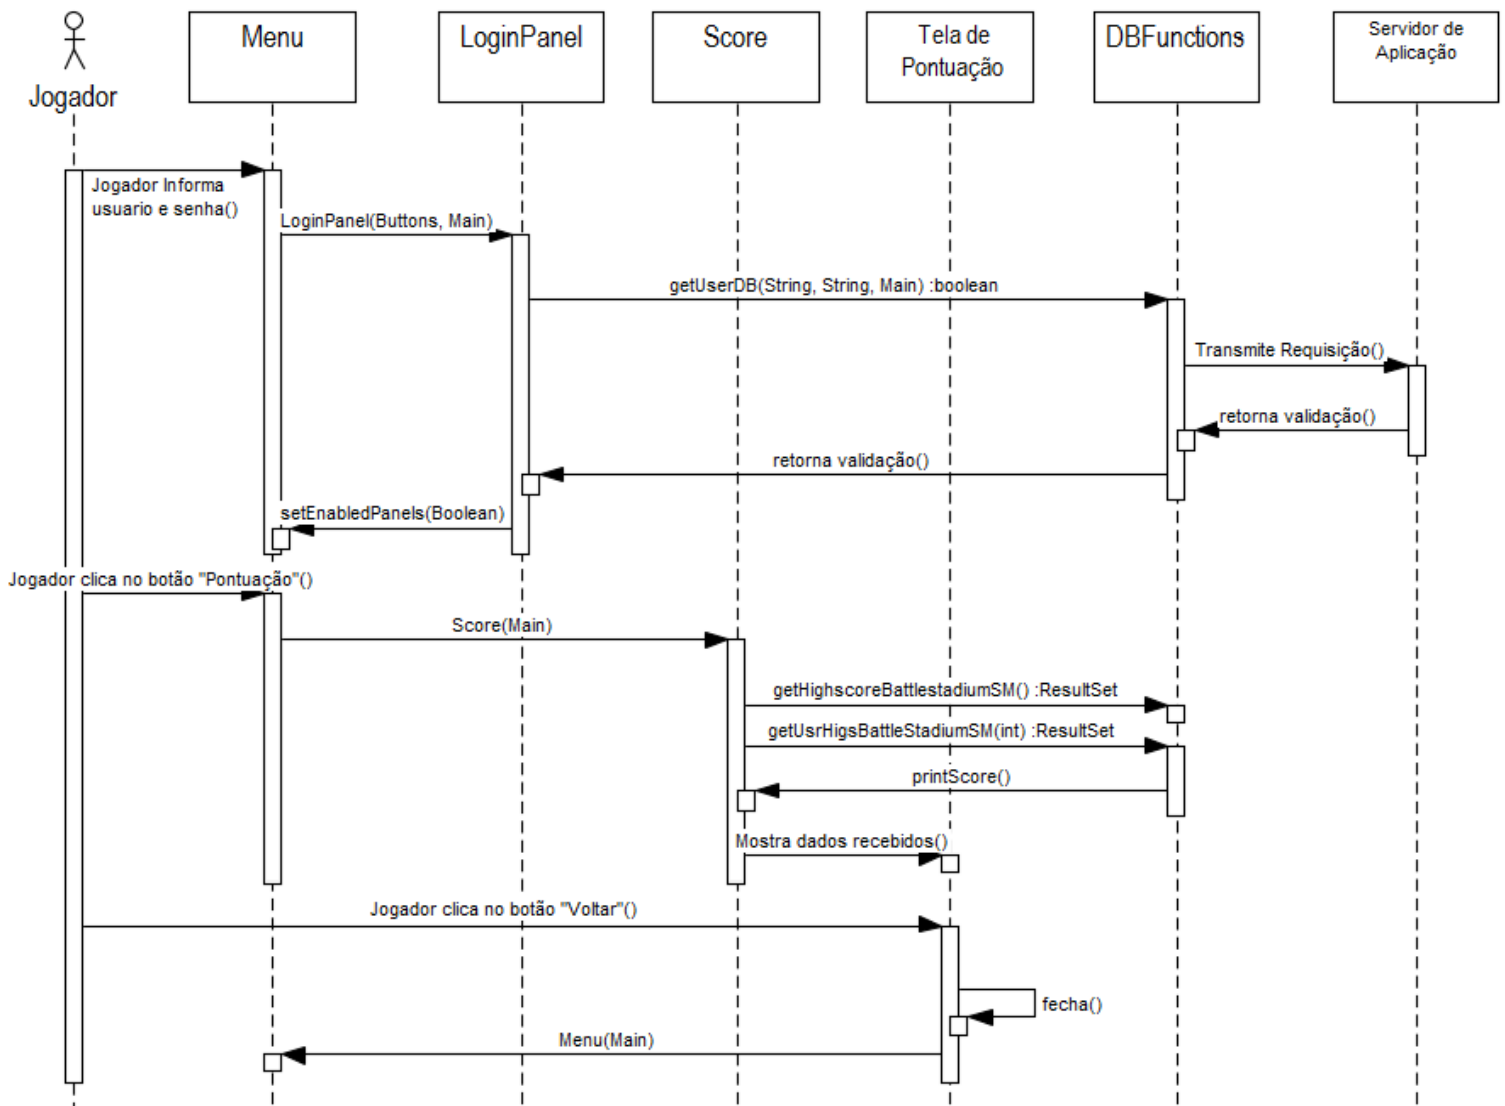 Jogador
Menu
LoginPanel
Score
Tela de
Pontuação
DBFunctions
Servidor de
Aplicação
Jogador Informa
usuario e senha()
LoginPanel(Buttons, Main)
getUserDB(String, String, Main) :boolean
Transmite Requisição()
retorna validação()
retorna validação()
setEnabledPanels(Boolean)
Jogador clica no botão "Pontuação"()
Score(Main)
getHighscoreBattlestadiumSM() :ResultSet
getUsrHigsBattleStadiumSM(int) :ResultSet
printScore()
Mostra dados recebidos()
Jogador clica no botão "Voltar"()
fecha()
Menu(Main)